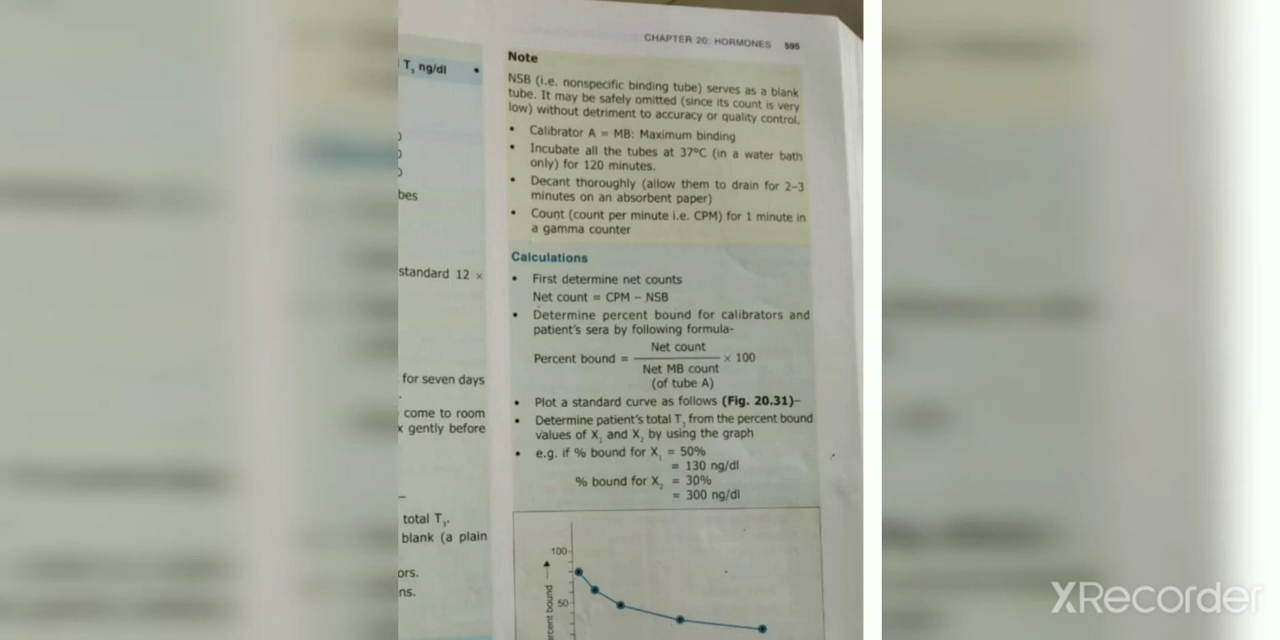 CHAPTER 20: HORMONES 595
T₃ ng/dl •
bes
standard 12 ×
for seven days
come to room
x gently before
total T₃.
blank (a plain
ors.
ns.
Note
NSB (i.e. nonspecific binding tube) serves as a blank
tube. It may be safely omitted (since its count is very
low) without detriment to accuracy or quality control.
• Calibrator A = MB: Maximum binding
• Incubate all the tubes at 37°C (in a water bath
only) for 120 minutes.
• Decant thoroughly (allow them to drain for 2–3
minutes on an absorbent paper)
• Count (count per minute i.e. CPM) for 1 minute in
a gamma counter
Calculations
• First determine net counts
Net count = CPM – NSB
• Determine percent bound for calibrators and
patient's sera by following formula-
Net count
Percent bound = × 100
Net MB count
(of tube A)
• Plot a standard curve as follows (Fig. 20.31)–
• Determine patient's total T₃ from the percent bound
values of X₁ and X₂ by using the graph
• e.g. if % bound for X₁ = 50%
= 130 ng/dl
% bound for X₂ = 30%
= 300 ng/dl
100
50
rcent bound
XRecorder